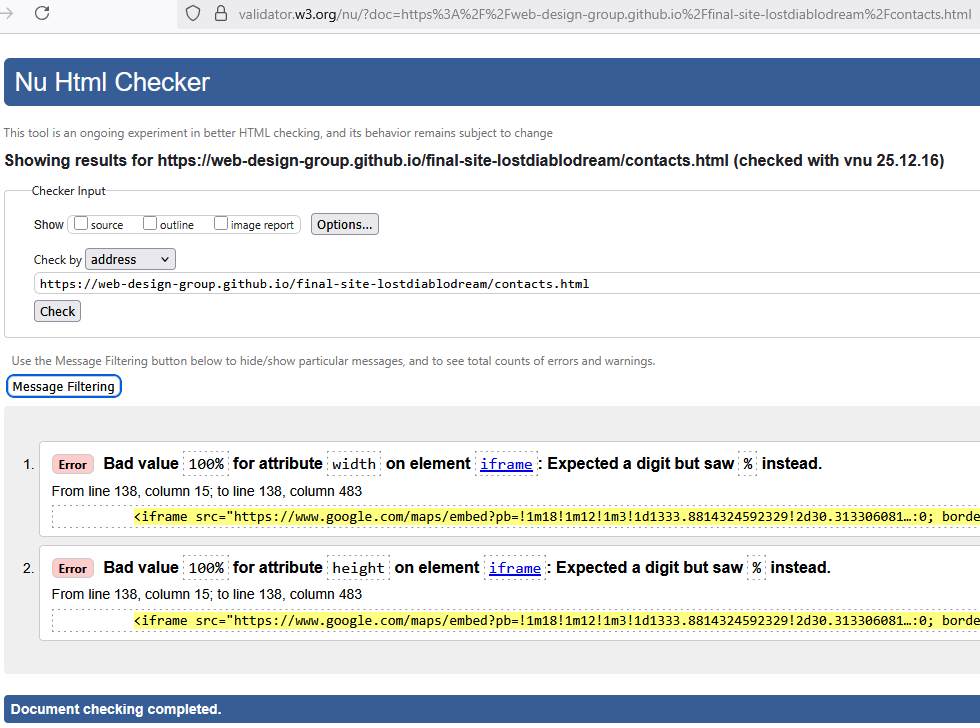 validator.w3.org/nu/?doc=https%3A%2F%2Fweb-design-group.github.io%2Ffinal-site-lostdiablodream%2Fcontacts.html
Nu Html Checker
This tool is an ongoing experiment in better HTML checking, and its behavior remains subject to change
Showing results for https://web-design-group.github.io/final-site-lostdiablodream/contacts.html (checked with vnu 25.12.16)
Checker Input
Show source outline image report Options...
Check by address
https://web-design-group.github.io/final-site-lostdiablodream/contacts.html
Check
Use the Message Filtering button below to hide/show particular messages, and to see total counts of errors and warnings.
Message Filtering
1. Error Bad value 100% for attribute width on element iframe: Expected a digit but saw % instead.
From line 138, column 15; to line 138, column 483
<iframe src="https://www.google.com/maps/embed?pb=!1m18!1m12!1m3!1d1333.8814324592329!2d30.313306081…:0; borde
2. Error Bad value 100% for attribute height on element iframe: Expected a digit but saw % instead.
From line 138, column 15; to line 138, column 483
<iframe src="https://www.google.com/maps/embed?pb=!1m18!1m12!1m3!1d1333.8814324592329!2d30.313306081…:0; borde
Document checking completed.